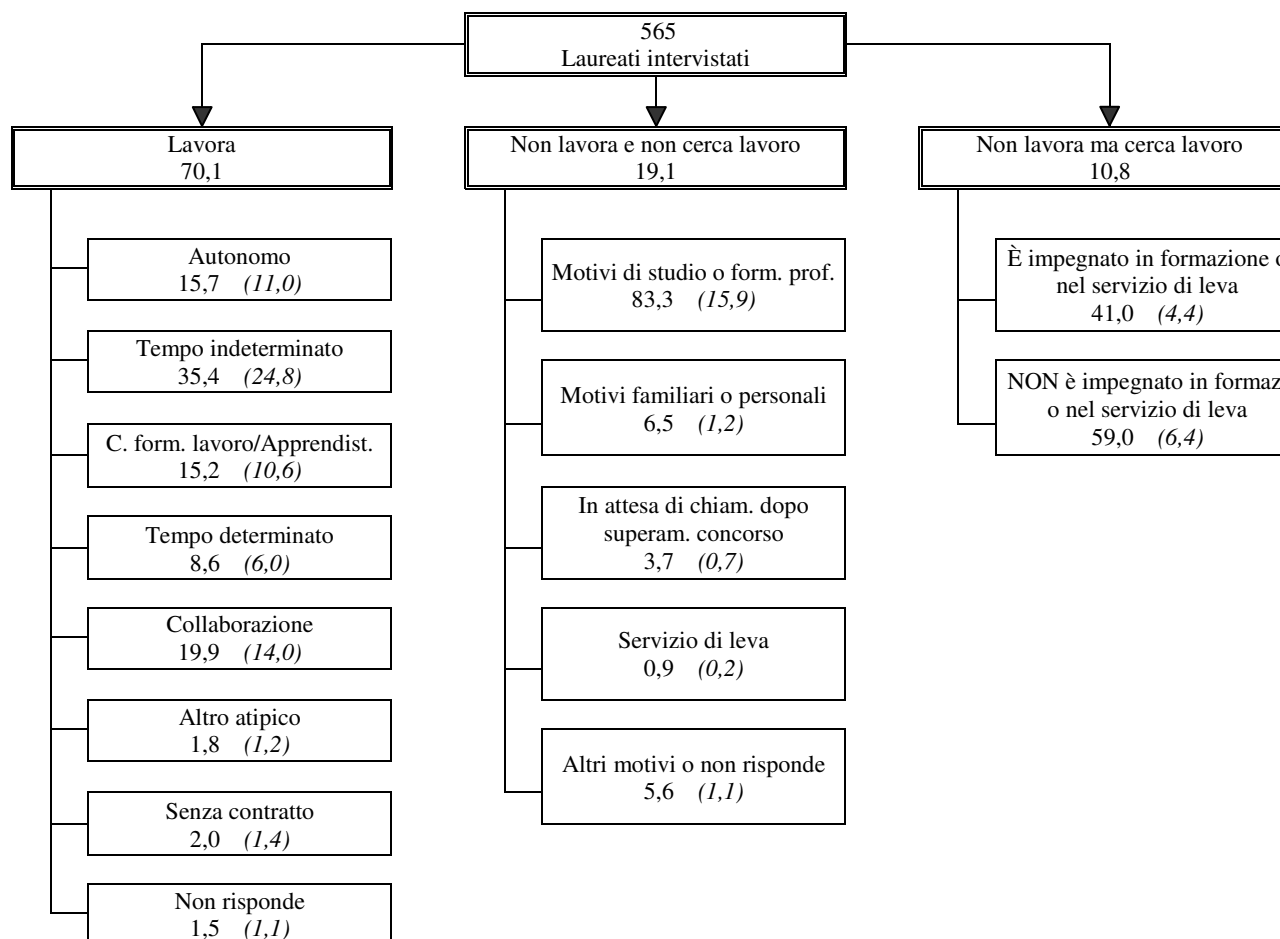 565
Laureati intervistati
Lavora
70,1
Autonomo
15,7 (11,0)
Tempo indeterminato
35,4 (24,8)
C. form. lavoro/Apprendist.
15,2 (10,6)
Tempo determinato
8,6 (6,0)
Collaborazione
19,9 (14,0)
Altro atipico
1,8 (1,2)
Senza contratto
2,0 (1,4)
Non risponde
1,5 (1,1)
Non lavora e non cerca lavoro
19,1
Motivi di studio o form. prof.
83,3 (15,9)
Motivi familiari o personali
6,5 (1,2)
In attesa di chiam. dopo
superam. concorso
3,7 (0,7)
Servizio di leva
0,9 (0,2)
Altri motivi o non risponde
5,6 (1,1)
Non lavora ma cerca lavoro
10,8
È impegnato in formazione o
nel servizio di leva
41,0 (4,4)
NON è impegnato in formaz
o nel servizio di leva
59,0 (6,4)